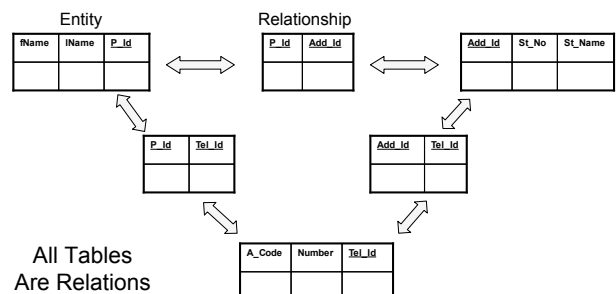 Entity Relationship
fName lName P_Id
P_Id Add_Id
Add_Id St_No St_Name
P_Id Tel_Id
Add_Id Tel_Id
A_Code Number Tel_Id
All Tables
Are Relations